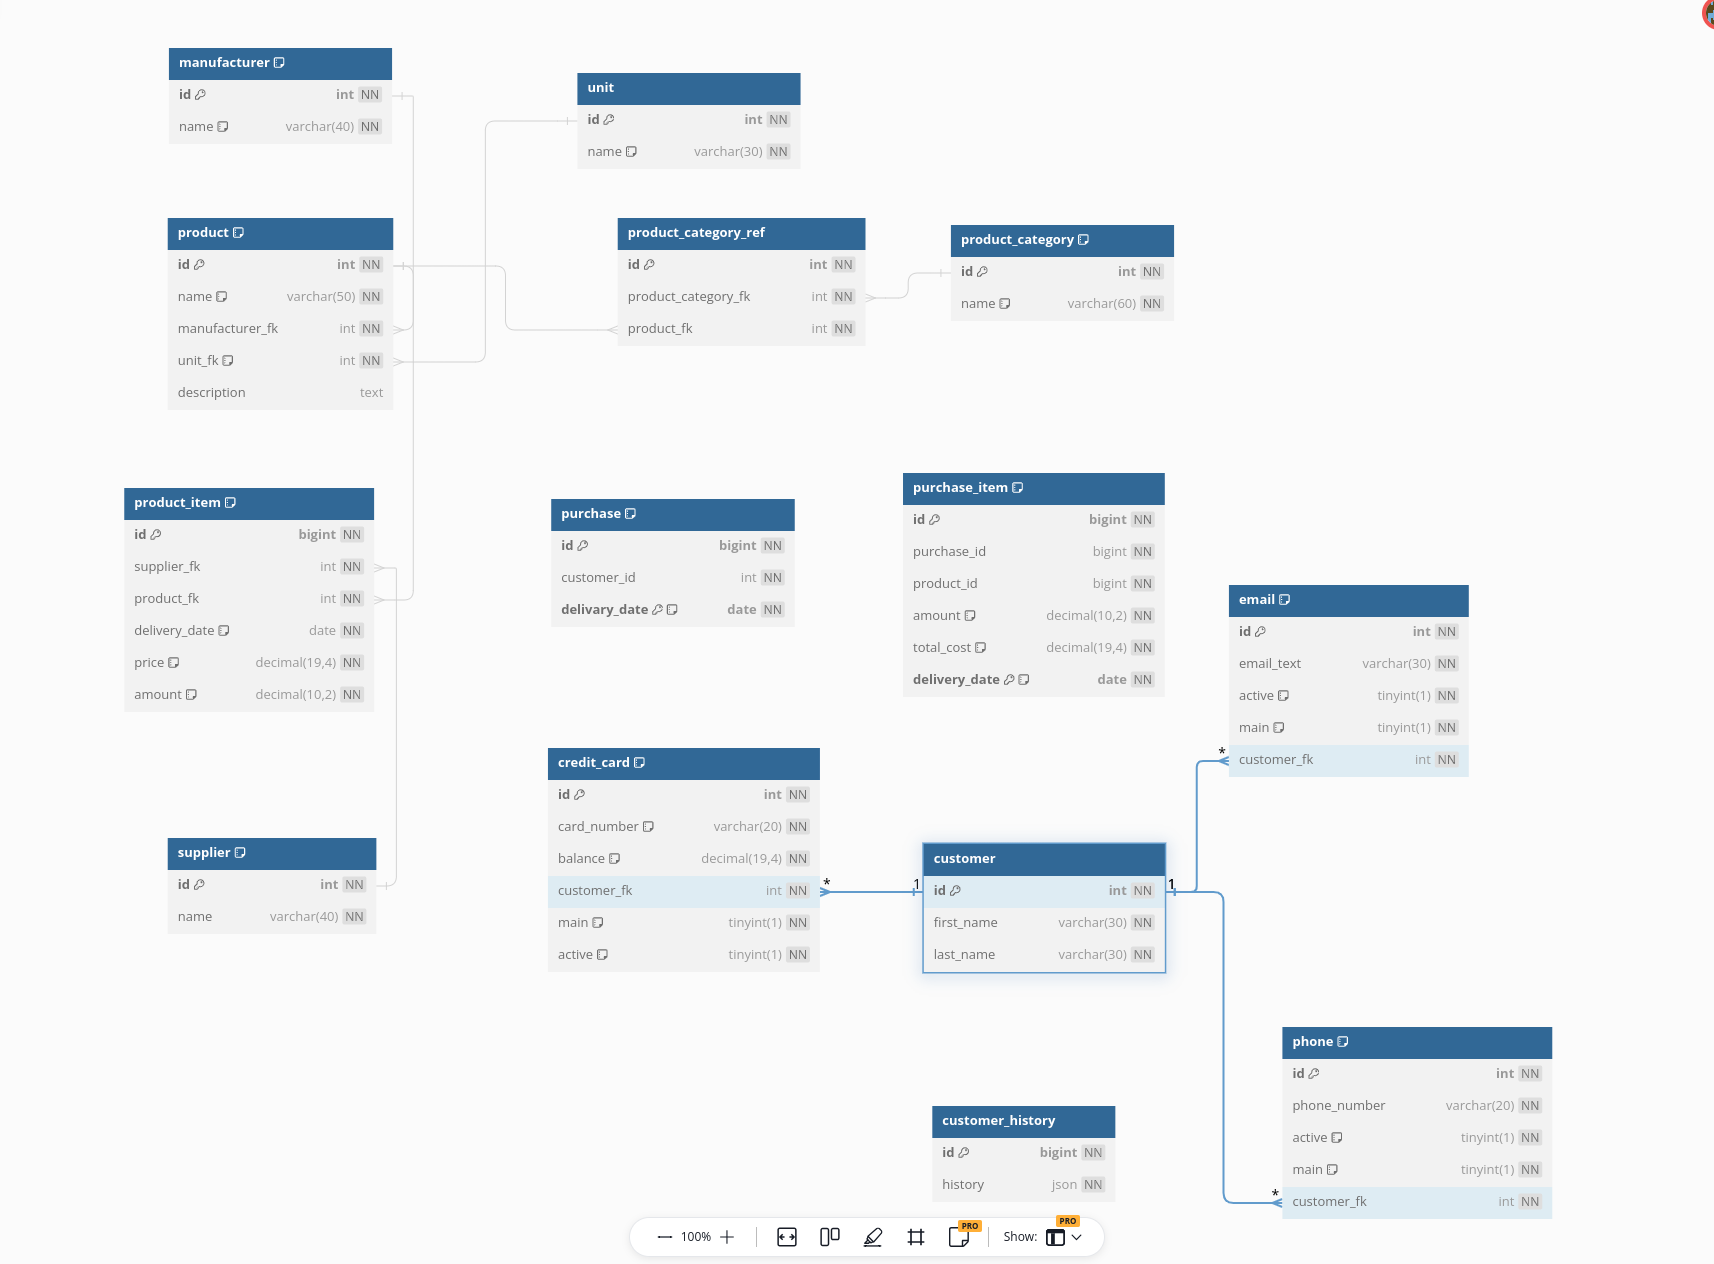 manufacturer
id int NN
name varchar(40) NN
unit
id int NN
name varchar(30) NN
product
id int NN
name varchar(50) NN
manufacturer_fk int NN
unit_fk int NN
description text
product_category_ref
id int NN
product_category_fk int NN
product_fk int NN
product_category
id int NN
name varchar(60) NN
product_item
id bigint NN
supplier_fk int NN
product_fk int NN
delivery_date date NN
price decimal(19,4) NN
amount decimal(10,2) NN
purchase
id bigint NN
customer_id int NN
delivary_date date NN
purchase_item
id bigint NN
purchase_id bigint NN
product_id bigint NN
amount decimal(10,2) NN
total_cost decimal(19,4) NN
delivery_date date NN
email
id int NN
email_text varchar(30) NN
active tinyint(1) NN
main tinyint(1) NN
* customer_fk int NN
credit_card
id int NN
card_number varchar(20) NN
balance decimal(19,4) NN
customer_fk int NN *
main tinyint(1) NN
active tinyint(1) NN
supplier
id int NN
name varchar(40) NN
customer
1 id int NN 1
first_name varchar(30) NN
last_name varchar(30) NN
phone
id int NN
phone_number varchar(20) NN
active tinyint(1) NN
main tinyint(1) NN
* customer_fk int NN
customer_history
id bigint NN
history json NN
100% PRO Show: PRO